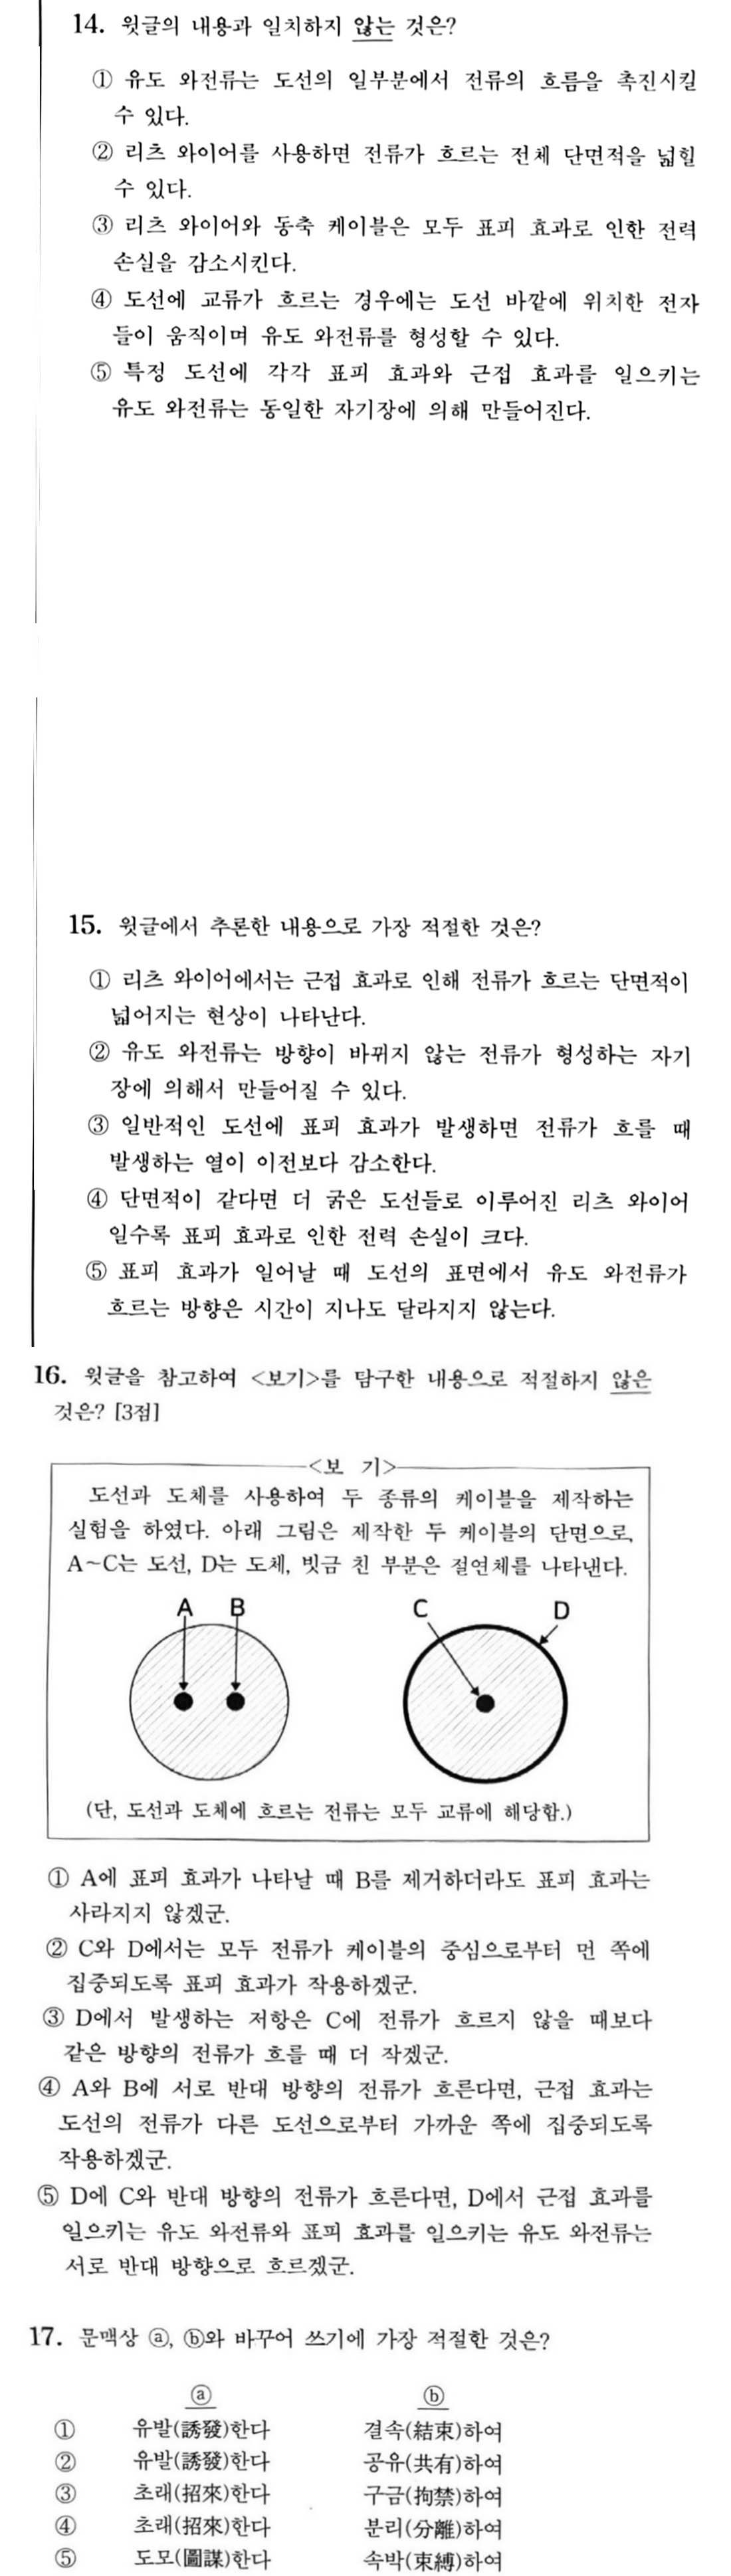 14. 윗글의 내용과 일치하지 않는 것은?
① 유도 와전류는 도선의 일부분에서 전류의 흐름을 촉진시킬
수 있다.
② 리츠 와이어를 사용하면 전류가 흐르는 전체 단면적을 넓힐
수 있다.
③ 리츠 와이어와 동축 케이블은 모두 표피 효과로 인한 전력
손실을 감소시킨다.
④ 도선에 교류가 흐르는 경우에는 도선 바깥에 위치한 전자
들이 움직이며 유도 와전류를 형성할 수 있다.
⑤ 특정 도선에 각각 표피 효과와 근접 효과를 일으키는
유도 와전류는 동일한 자기장에 의해 만들어진다.
15. 윗글에서 추론한 내용으로 가장 적절한 것은?
① 리츠 와이어에서는 근접 효과로 인해 전류가 흐르는 단면적이
넓어지는 현상이 나타난다.
② 유도 와전류는 방향이 바뀌지 않는 전류가 형성하는 자기
장에 의해서 만들어질 수 있다.
③ 일반적인 도선에 표피 효과가 발생하면 전류가 흐를 때
발생하는 열이 이전보다 감소한다.
④ 단면적이 같다면 더 굵은 도선들로 이루어진 리츠 와이어
일수록 표피 효과로 인한 전력 손실이 크다.
⑤ 표피 효과가 일어날 때 도선의 표면에서 유도 와전류가
흐르는 방향은 시간이 지나도 달라지지 않는다.
16. 윗글을 참고하여 <보기>를 탐구한 내용으로 적절하지 않은
것은? [3점]
<보 기>
도선과 도체를 사용하여 두 종류의 케이블을 제작하는
실험을 하였다. 아래 그림은 제작한 두 케이블의 단면으로,
A~C는 도선, D는 도체, 빗금 친 부분은 절연체를 나타낸다.
A B C D
(단, 도선과 도체에 흐르는 전류는 모두 교류에 해당함.)
① A에 표피 효과가 나타날 때 B를 제거하더라도 표피 효과는
사라지지 않겠군.
② C와 D에서는 모두 전류가 케이블의 중심으로부터 먼 쪽에
집중되도록 표피 효과가 작용하겠군.
③ D에서 발생하는 저항은 C에 전류가 흐르지 않을 때보다
같은 방향의 전류가 흐를 때 더 작겠군.
④ A와 B에 서로 반대 방향의 전류가 흐른다면, 근접 효과는
도선의 전류가 다른 도선으로부터 가까운 쪽에 집중되도록
작용하겠군.
⑤ D에 C와 반대 방향의 전류가 흐른다면, D에서 근접 효과를
일으키는 유도 와전류와 표피 효과를 일으키는 유도 와전류는
서로 반대 방향으로 흐르겠군.
17. 문맥상 ⓐ, ⓑ와 바꾸어 쓰기에 가장 적절한 것은?
ⓐ ⓑ
① 유발(誘發)한다 결속(結束)하여
② 유발(誘發)한다 공유(共有)하여
③ 초래(招來)한다 구금(拘禁)하여
④ 초래(招來)한다 분리(分離)하여
⑤ 도모(圖謀)한다 속박(束縛)하여